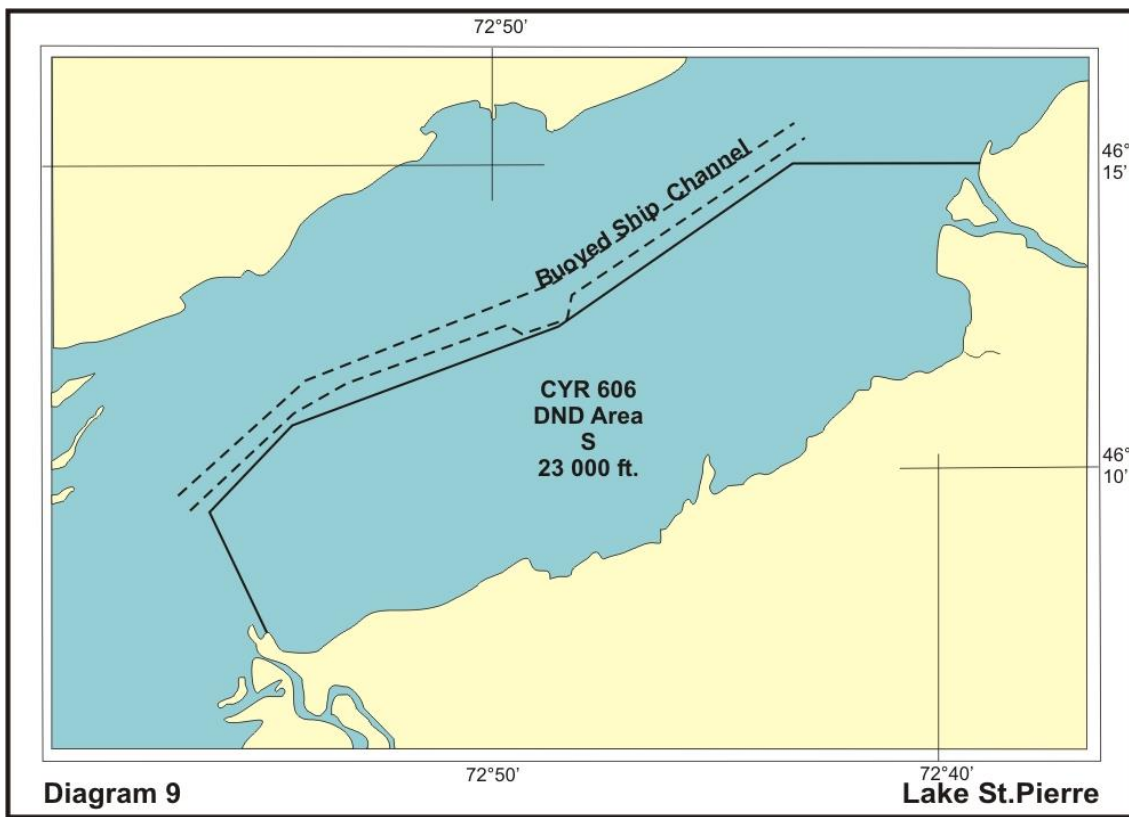 72°50'
46°
15'
Buoyed Ship Channel
CYR 606
DND Area
S
23 000 ft.
46°
10'
72°50'
72°40'
Diagram 9
Lake St.Pierre